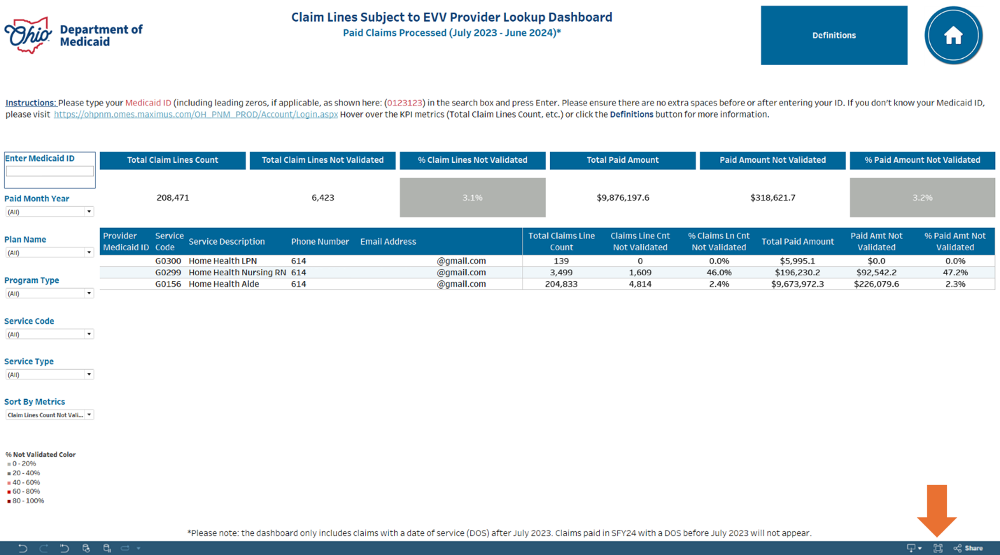 Ohio
Department of
Medicaid
Claim Lines Subject to EVV Provider Lookup Dashboard
Paid Claims Processed (July 2023 - June 2024)*
Definitions
Instructions: Please type your Medicaid ID (including leading zeros, if applicable, as shown here: (0123123) in the search box and press Enter. Please ensure there are no extra spaces before or after entering your ID. If you don't know your Medicaid ID,
please visit https://ohpnm.omes.maximus.com/OH_PNM_PROD/Account/Login.aspx Hover over the KPI metrics (Total Claim Lines Count, etc.) or click the Definitions button for more information.
Enter Medicaid ID
Paid Month Year
(All)
Plan Name
(All)
Program Type
(All)
Service Code
(All)
Service Type
(All)
Sort By Metrics
Claim Lines Count Not Vali...
% Not Validated Color
0 - 20%
20 - 40%
40 - 60%
60 - 80%
80 - 100%
Total Claim Lines Count Total Claim Lines Not Validated % Claim Lines Not Validated Total Paid Amount Paid Amount Not Validated % Paid Amount Not Validated
208,471 6,423 3.1% $9,876,197.6 $318,621.7 3.2%
Provider Service Total Claims Line Claims Line Cnt % Claims Ln Cnt Paid Amt Not % Paid Amt Not
Service Description Phone Number Email Address Total Paid Amount
Medicaid ID Code Count Not Validated Not Validated Validated Validated
G0300 Home Health LPN 614 @gmail.com 139 0 0.0% $5,995.1 $0.0 0.0%
G0299 Home Health Nursing RN 614 @gmail.com 3,499 1,609 46.0% $196,230.2 $92,542.2 47.2%
G0156 Home Health Aide 614 @gmail.com 204,833 4,814 2.4% $9,673,972.3 $226,079.6 2.3%
*Please note: the dashboard only includes claims with a date of service (DOS) after July 2023. Claims paid in SFY24 with a DOS before July 2023 will not appear.
Share